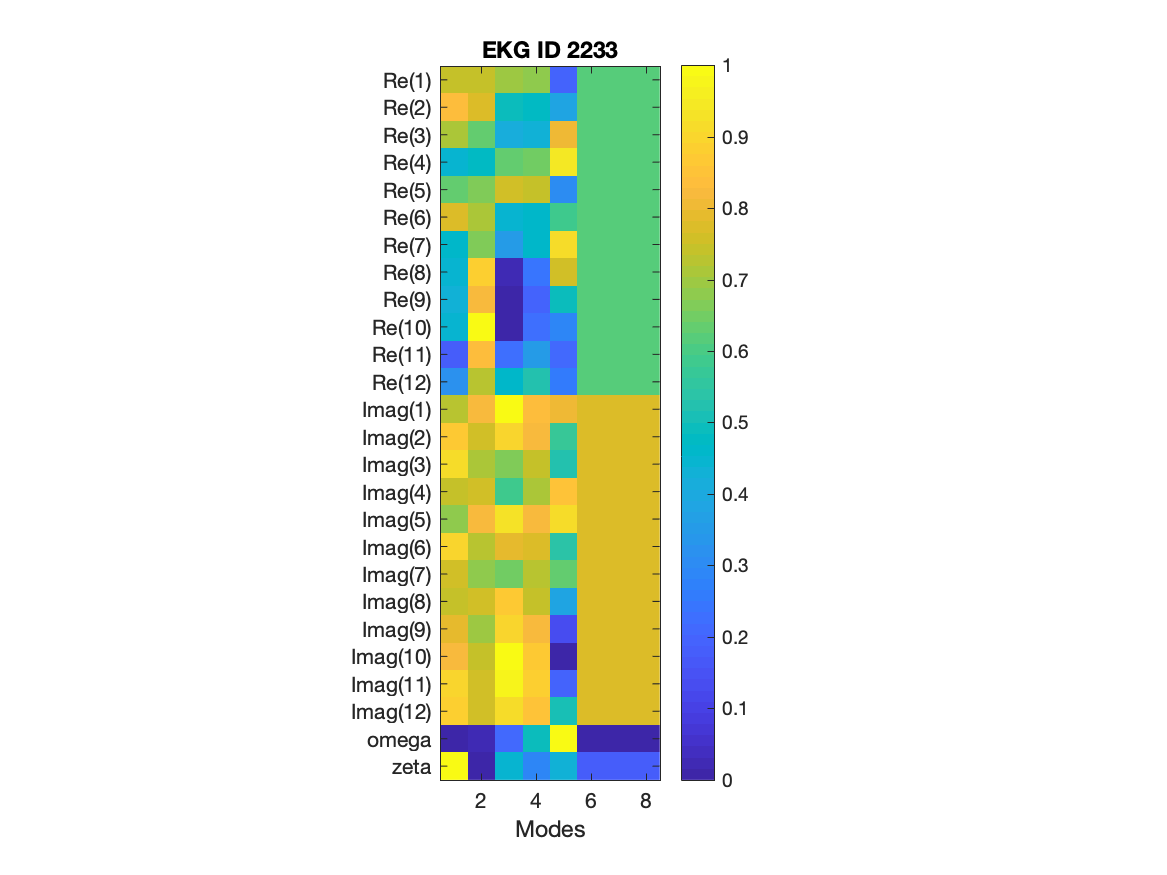 EKG ID 2233
Re(1)
Re(2)
Re(3)
Re(4)
Re(5)
Re(6)
Re(7)
Re(8)
Re(9)
Re(10)
Re(11)
Re(12)
Imag(1)
Imag(2)
Imag(3)
Imag(4)
Imag(5)
Imag(6)
Imag(7)
Imag(8)
Imag(9)
Imag(10)
Imag(11)
Imag(12)
omega
zeta
2 4 6 8
Modes
1
0.9
0.8
0.7
0.6
0.5
0.4
0.3
0.2
0.1
0